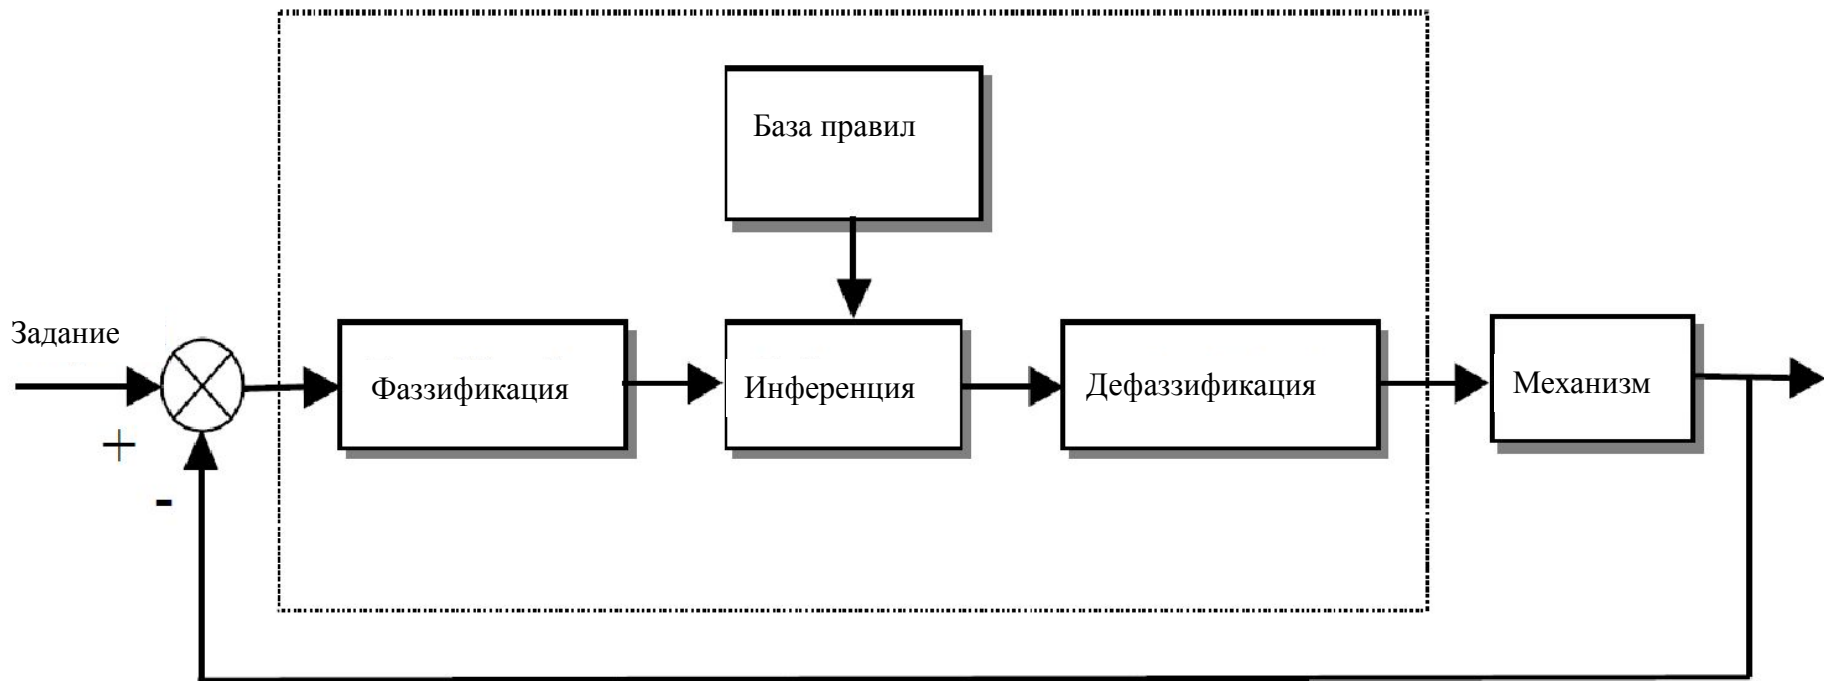 База правил
Задание
Фаззификация
Инференция
Дефаззификация
Механизм
+
-